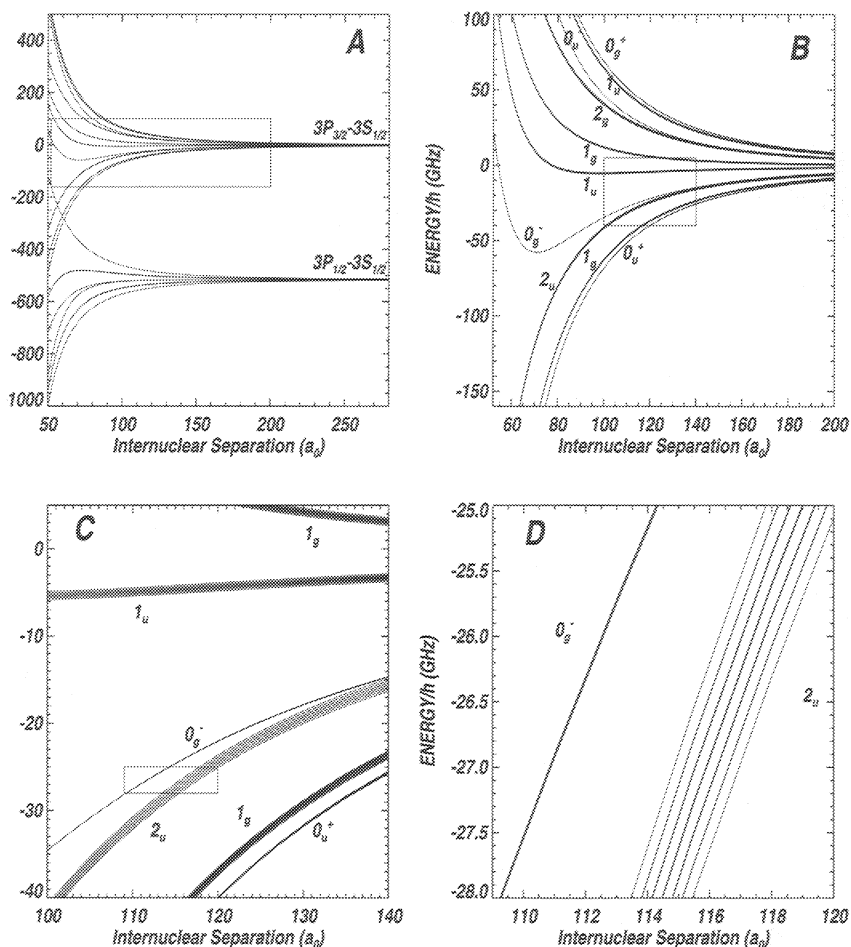 400
200
0
-200
-400
-600
-800
1000
A
3P3/2-3S1/2
3P1/2-3S1/2
50 100 150 200 250
Internuclear Separation (a0)
ENERGY/h (GHz)
100
50
0
-50
-100
-150
B
0u-
0g+
1u
2g
1g
1u
0g-
2u
1g
0u+
60 80 100 120 140 160 180 200
Internuclear Separation (a0)
0
-10
-20
-30
-40
C
1g
1u
0g-
2u
1g
0u+
100 110 120 130 140
Internuclear Separation (a0)
ENERGY/h (GHz)
-25.0
-25.5
-26.0
-26.5
-27.0
-27.5
-28.0
D
0g-
2u
110 112 114 116 118 120
Internuclear Separation (a0)